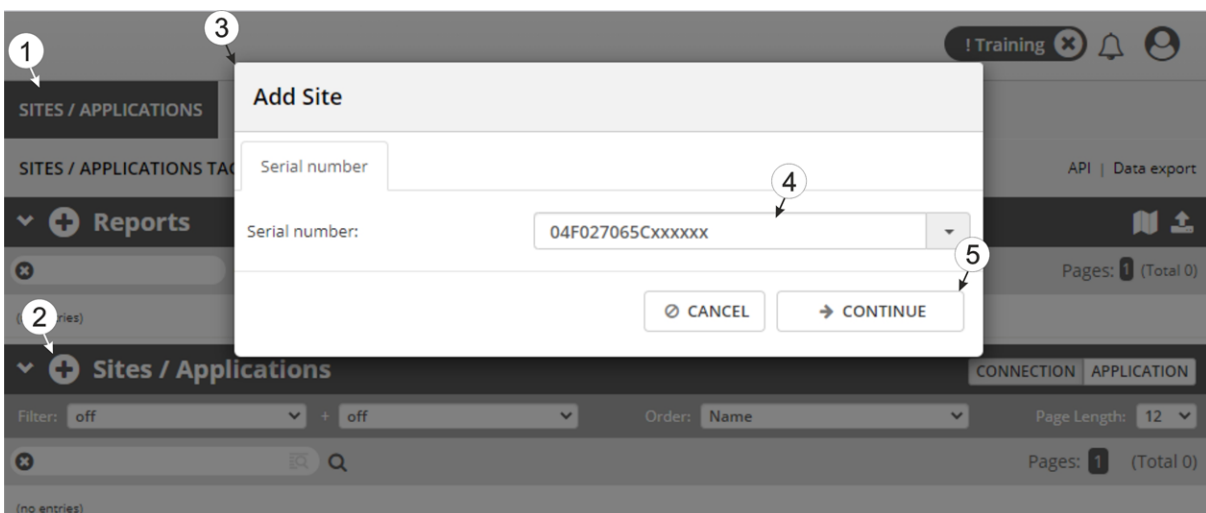 3
1
! Training
Add Site
SITES / APPLICATIONS
SITES / APPLICATIONS TAG
Serial number
4
API | Data export
Reports
Serial number:
04F027065Cxxxxxx
5
Pages: 1 (Total 0)
CANCEL
CONTINUE
2
ries)
Sites / Applications
CONNECTION
APPLICATION
Filter: off + off Order: Name Page Length: 12
Pages: 1 (Total 0)
(no entries)